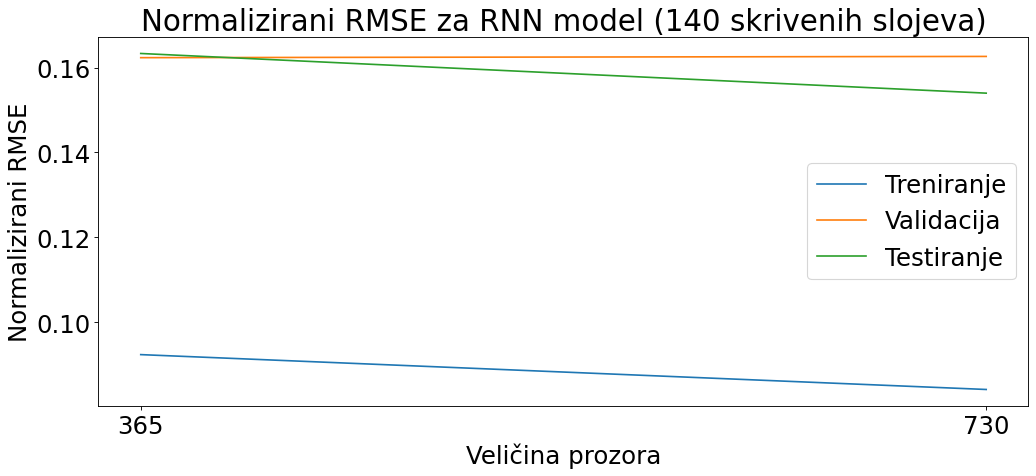 Normalizirani RMSE za RNN model (140 skrivenih slojeva)
Normalizirani RMSE
0.16
0.14
0.12
0.10
Treniranje
Validacija
Testiranje
365
730
Veličina prozora